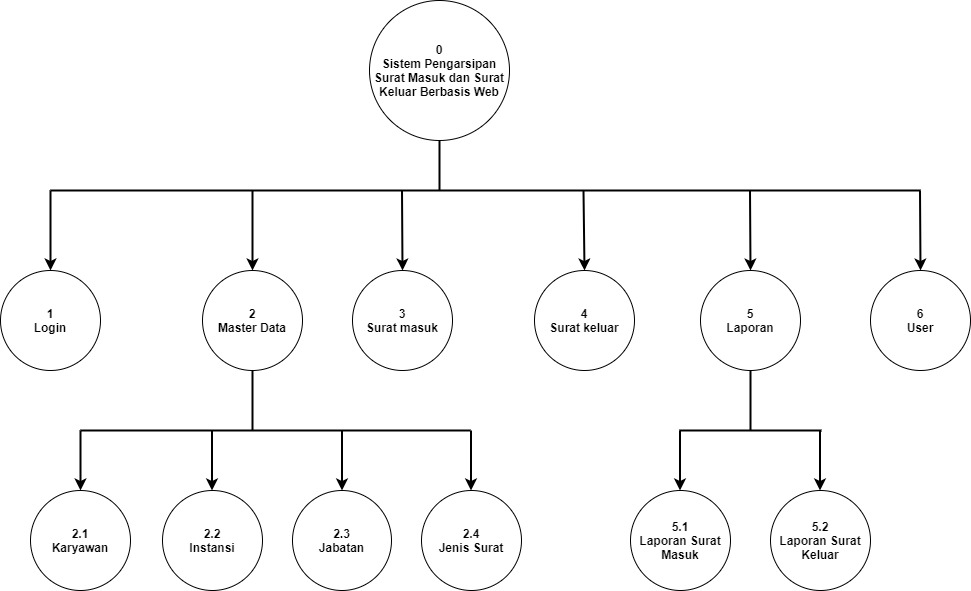 0
Sistem Pengarsipan
Surat Masuk dan Surat
Keluar Berbasis Web
1
Login
2
Master Data
3
Surat masuk
4
Surat keluar
5
Laporan
6
User
2.1
Karyawan
2.2
Instansi
2.3
Jabatan
2.4
Jenis Surat
5.1
Laporan Surat
Masuk
5.2
Laporan Surat
Keluar